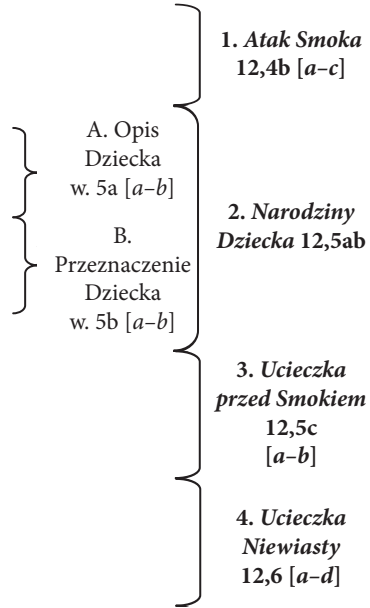 1. Atak Smoka
12,4b [a–c]
A. Opis
Dziecka
w. 5a [a–b]
B.
Przeznaczenie
Dziecka
w. 5b [a–b]
2. Narodziny
Dziecka 12,5ab
3. Ucieczka
przed Smokiem
12,5c
[a–b]
4. Ucieczka
Niewiasty
12,6 [a–d]